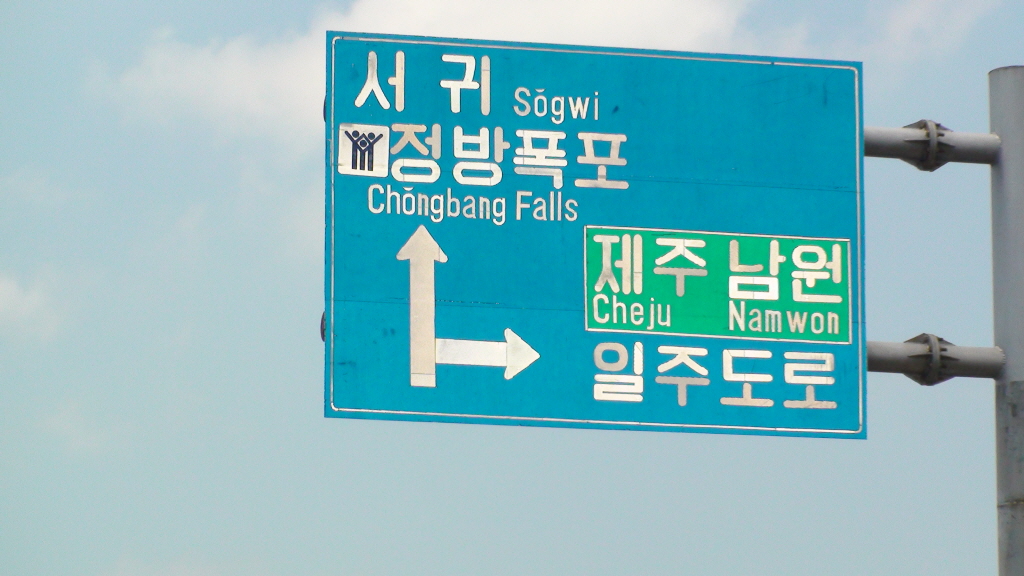 서귀 Sŏgwi
정방폭포
Chŏngbang Falls
제주 남원
Cheju Namwon
일주도로